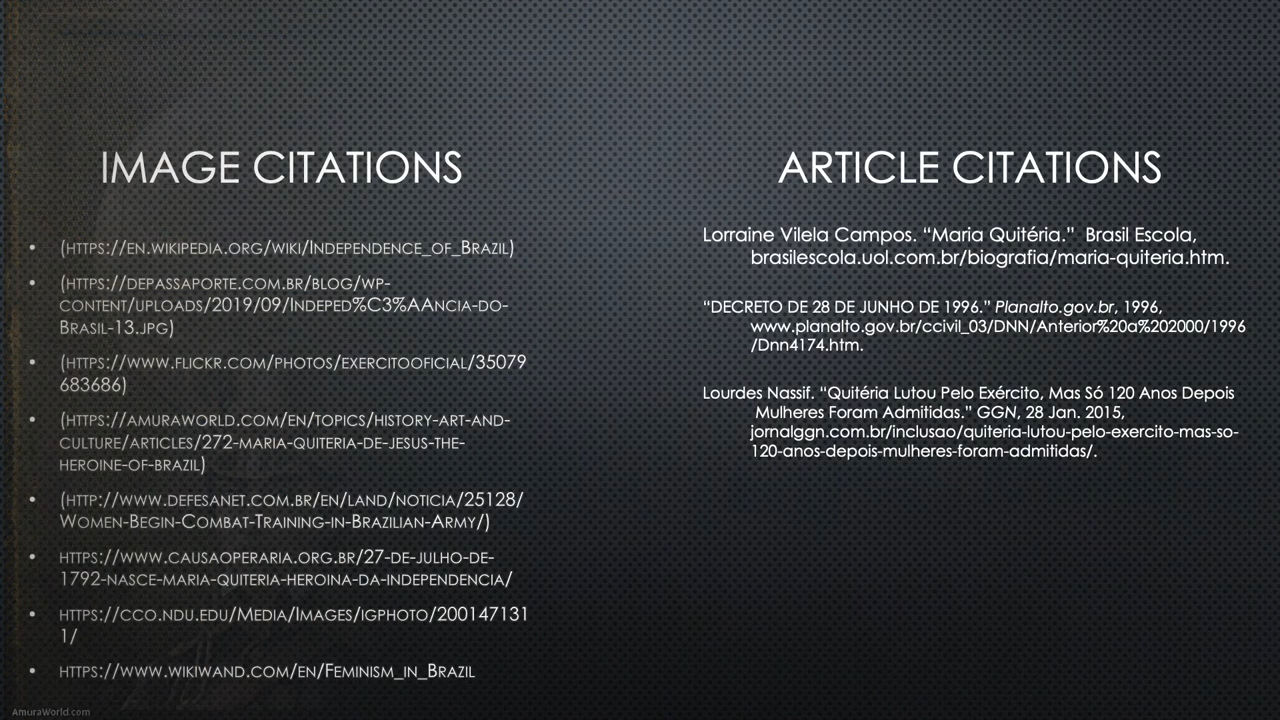 IMAGE CITATIONS
• (https://en.wikipedia.org/wiki/Independence_of_Brazil)
• (https://depassaporte.com.br/blog/wp-
content/uploads/2019/09/Indeped%C3%AAncia-do-
Brasil-13.jpg)
• (https://www.flickr.com/photos/exercitooficial/35079
683686)
• (https://amuraworld.com/en/topics/history-art-and-
culture/articles/272-maria-quiteria-de-jesus-the-
heroine-of-brazil)
• (http://www.defesanet.com.br/en/land/noticia/25128/
Women-Begin-Combat-Training-in-Brazilian-Army/)
• https://www.causaoperaria.org.br/27-de-julho-de-
1792-nasce-maria-quiteria-heroina-da-independencia/
• https://cco.ndu.edu/Media/Images/igphoto/200147131
1/
• https://www.wikiwand.com/en/Feminism_in_Brazil
ARTICLE CITATIONS
Lorraine Vilela Campos. “Maria Quitéria.” Brasil Escola,
brasilescola.uol.com.br/biografia/maria-quiteria.htm.
“DECRETO DE 28 DE JUNHO DE 1996.” Planalto.gov.br, 1996,
www.planalto.gov.br/ccivil_03/DNN/Anterior%20a%202000/1996
/Dnn4174.htm.
Lourdes Nassif. “Quitéria Lutou Pelo Exército, Mas Só 120 Anos Depois
Mulheres Foram Admitidas.” GGN, 28 Jan. 2015,
jornalggn.com.br/inclusao/quiteria-lutou-pelo-exercito-mas-so-
120-anos-depois-mulheres-foram-admitidas/.
AmuraWorld.com